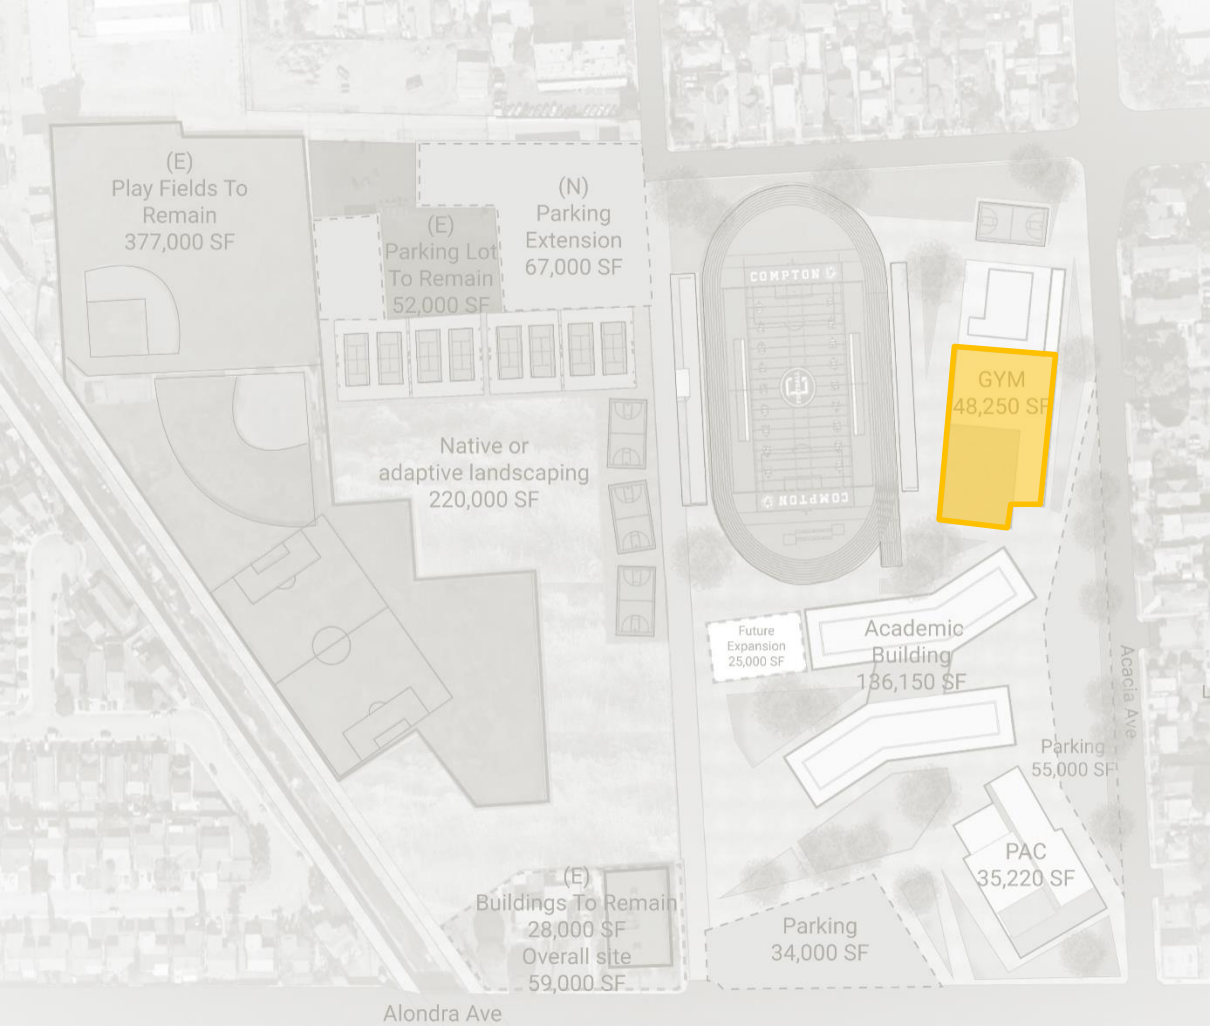 (E)
Play Fields To
Remain
377,000 SF
(N)
Parking
Extension
67,000 SF
(E)
Parking Lot
To Remain
52,000 SF
COMPTON
GYM
48,250 SF
Native or
adaptive landscaping
220,000 SF
COMPTON
Future
Expansion
25,000 SF
Academic
Building
136,150 SF
Acacia Ave
Parking
55,000 SF
PAC
35,220 SF
(E)
Buildings To Remain
28,000 SF
Overall site
59,000 SF
Parking
34,000 SF
Alondra Ave